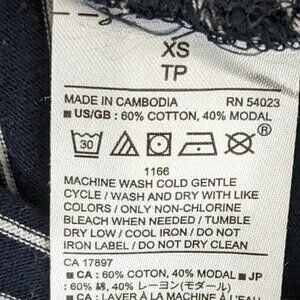 XS
TP
MADE IN CAMBODIA RN 54023
■ US/GB : 60% COTTON, 40% MODAL
30 ®
1166
MACHINE WASH COLD GENTLE
CYCLE / WASH AND DRY WITH LIKE
COLORS / ONLY NON-CHLORINE
BLEACH WHEN NEEDED / TUMBLE
DRY LOW / COOL IRON / DO NOT
IRON LABEL / DO NOT DRY CLEAN
CA 17897
■ CA : 60% COTON, 40% MODAL ■ JP
: 60% 綿, 40% レーヨン(モダール)
■ CA : LAVER À LA MACHINE À L'EAU